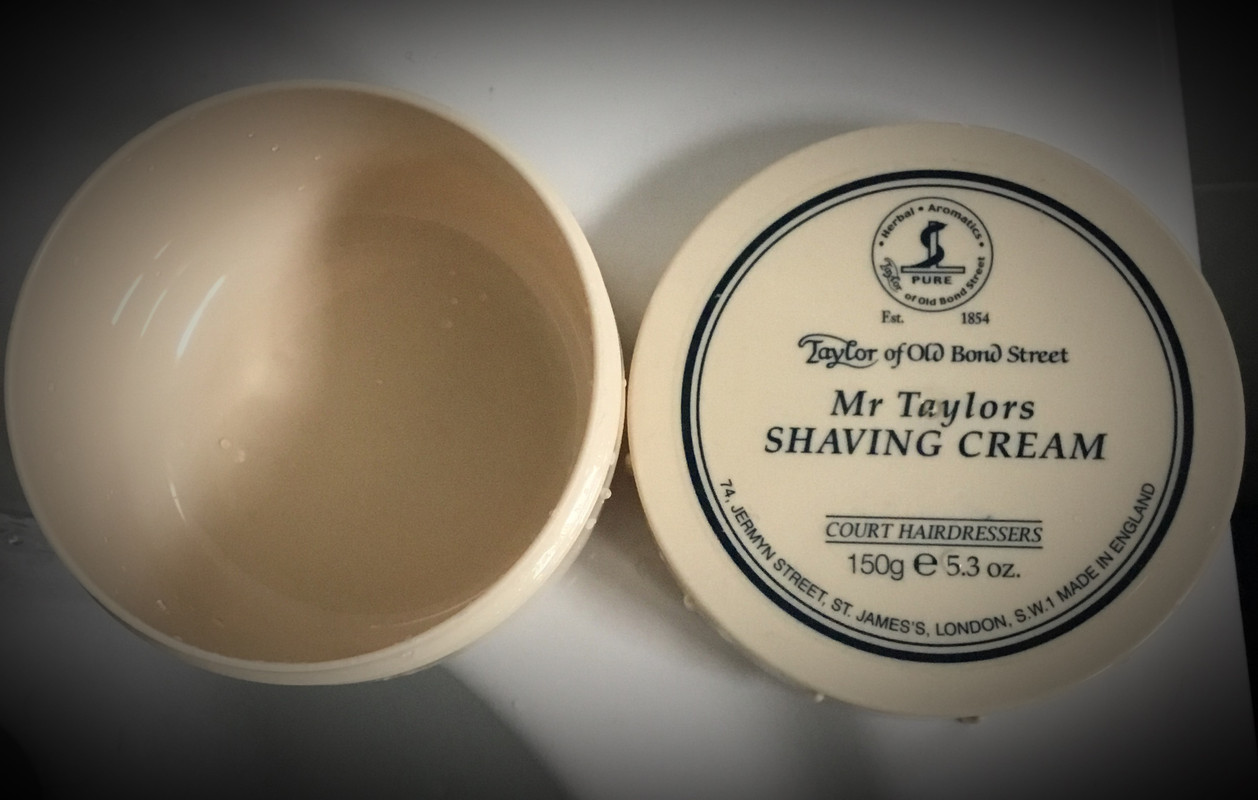 Herbal • Aromatics
PURE
Taylor of Old Bond Street
Est. 1854
Taylor of Old Bond Street
Mr Taylors
SHAVING CREAM
COURT HAIRDRESSERS
150g ℮ 5.3 oz.
74, JERMYN STREET, ST. JAMES'S, LONDON, S.W.1 MADE IN ENGLAND